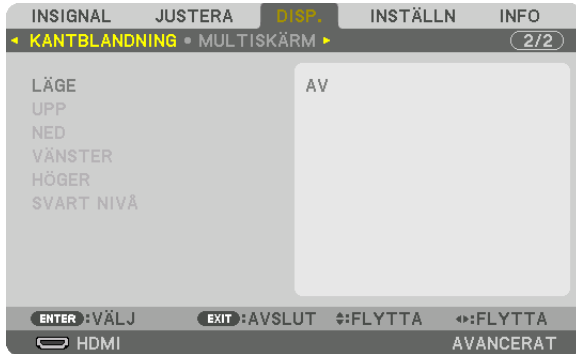 INSIGNAL JUSTERA DISP. INSTÄLLN INFO
KANTBLANDNING • MULTISKÄRM 2/2
LÄGE AV
UPP
NED
VÄNSTER
HÖGER
SVART NIVÅ
ENTER :VÄLJ EXIT :AVSLUT :FLYTTA :FLYTTA
HDMI AVANCERAT